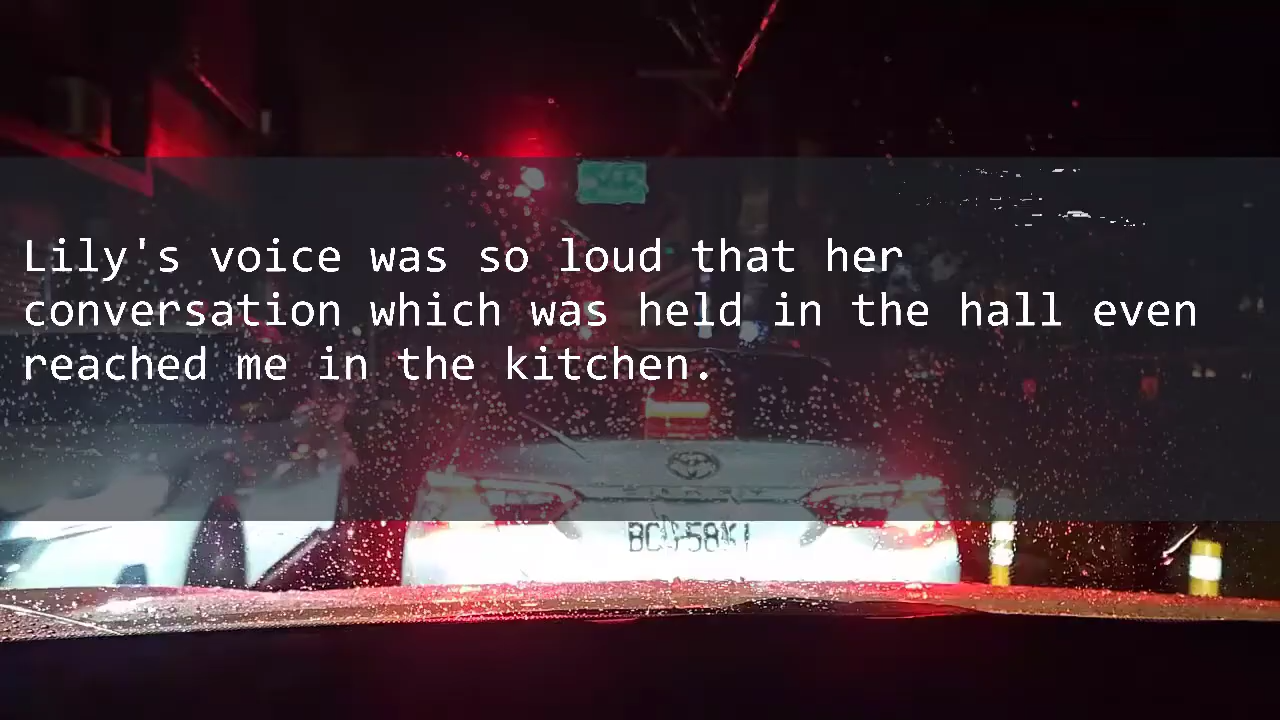 Lily's voice was so loud that her
conversation which was held in the hall even
reached me in the kitchen.